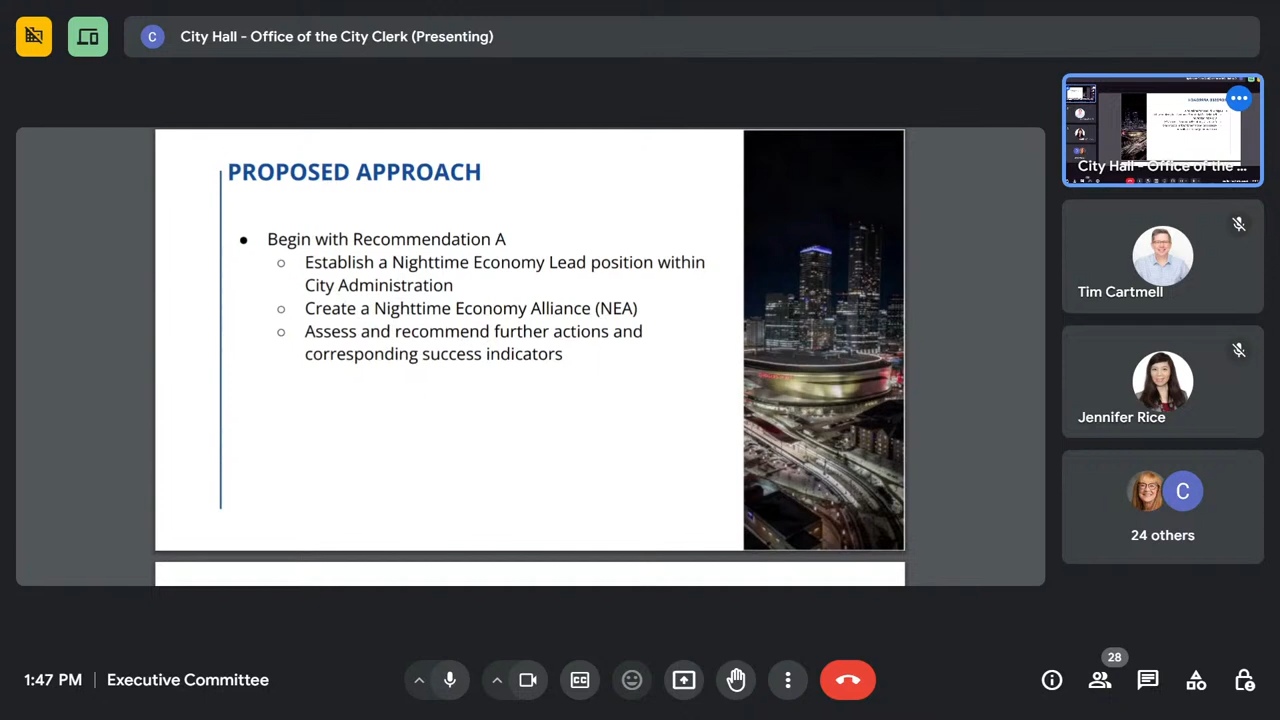 City Hall - Office of the City Clerk (Presenting)
PROPOSED APPROACH
● Begin with Recommendation A
○ Establish a Nighttime Economy Lead position within
City Administration
○ Create a Nighttime Economy Alliance (NEA)
○ Assess and recommend further actions and
corresponding success indicators
City Hall - Office of the ...
Tim Cartmell
Jennifer Rice
C
24 others
1:47 PM | Executive Committee
28